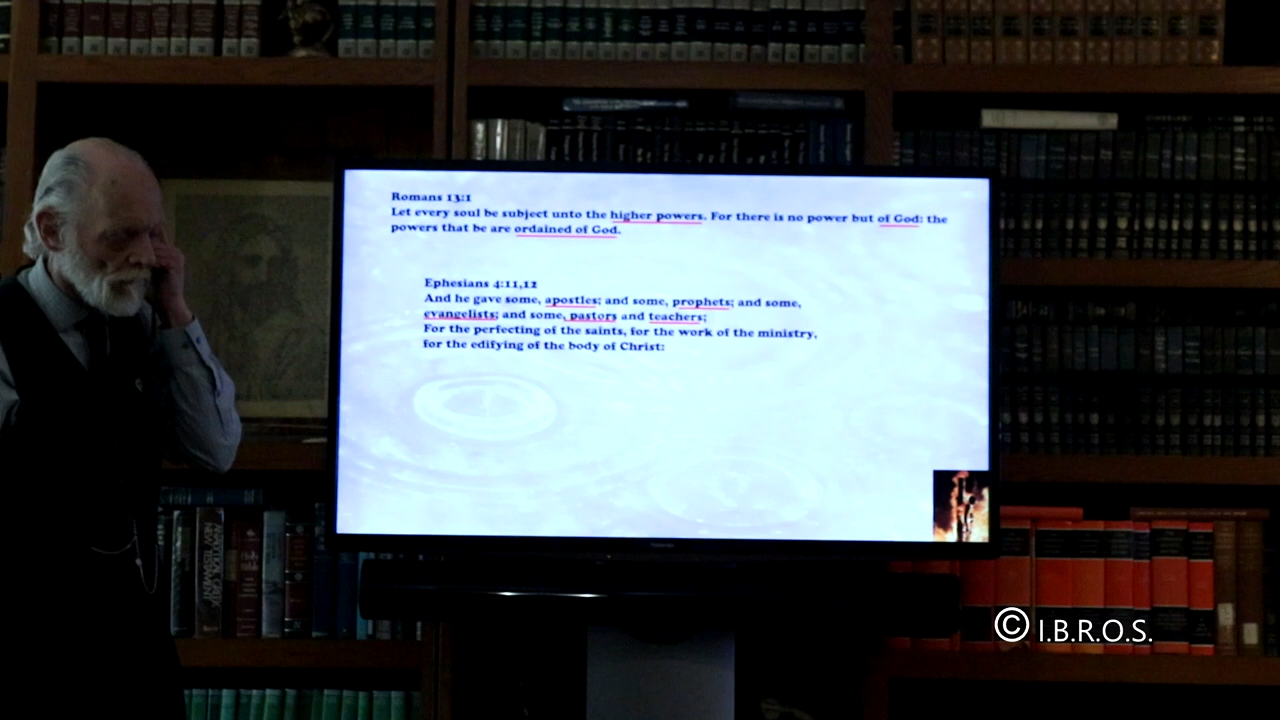 Romans 13:1
Let every soul be subject unto the higher powers. For there is no power but of God: the
powers that be are ordained of God.
Ephesians 4:11,12
And he gave some, apostles; and some, prophets; and some,
evangelists; and some, pastors and teachers;
For the perfecting of the saints, for the work of the ministry,
for the edifying of the body of Christ:
© I.B.R.O.S.